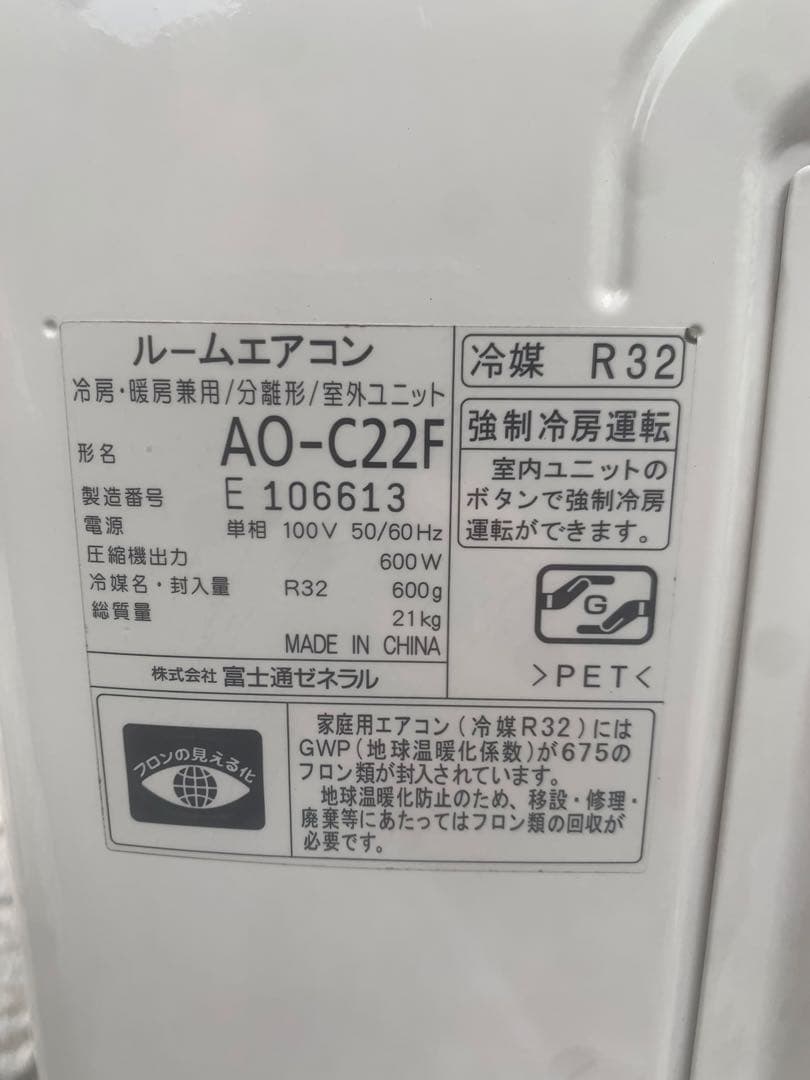 ルームエアコン
冷房・暖房兼用/分離形/室外ユニット
形名 AO-C22F
製造番号 E 106613
電源 単相 100V 50/60Hz
圧縮機出力 600W
冷媒名・封入量 R32 600g
総質量 21kg
MADE IN CHINA
株式会社 富士通ゼネラル
冷媒 R32
強制冷房運転
室内ユニットの
ボタンで強制冷房
運転ができます。
G
>PET<
フロンの見える化
家庭用エアコン(冷媒R32)には
GWP(地球温暖化係数)が675の
フロン類が封入されています。
地球温暖化防止のため、移設・修理・
廃棄等にあたってはフロン類の回収が
必要です。